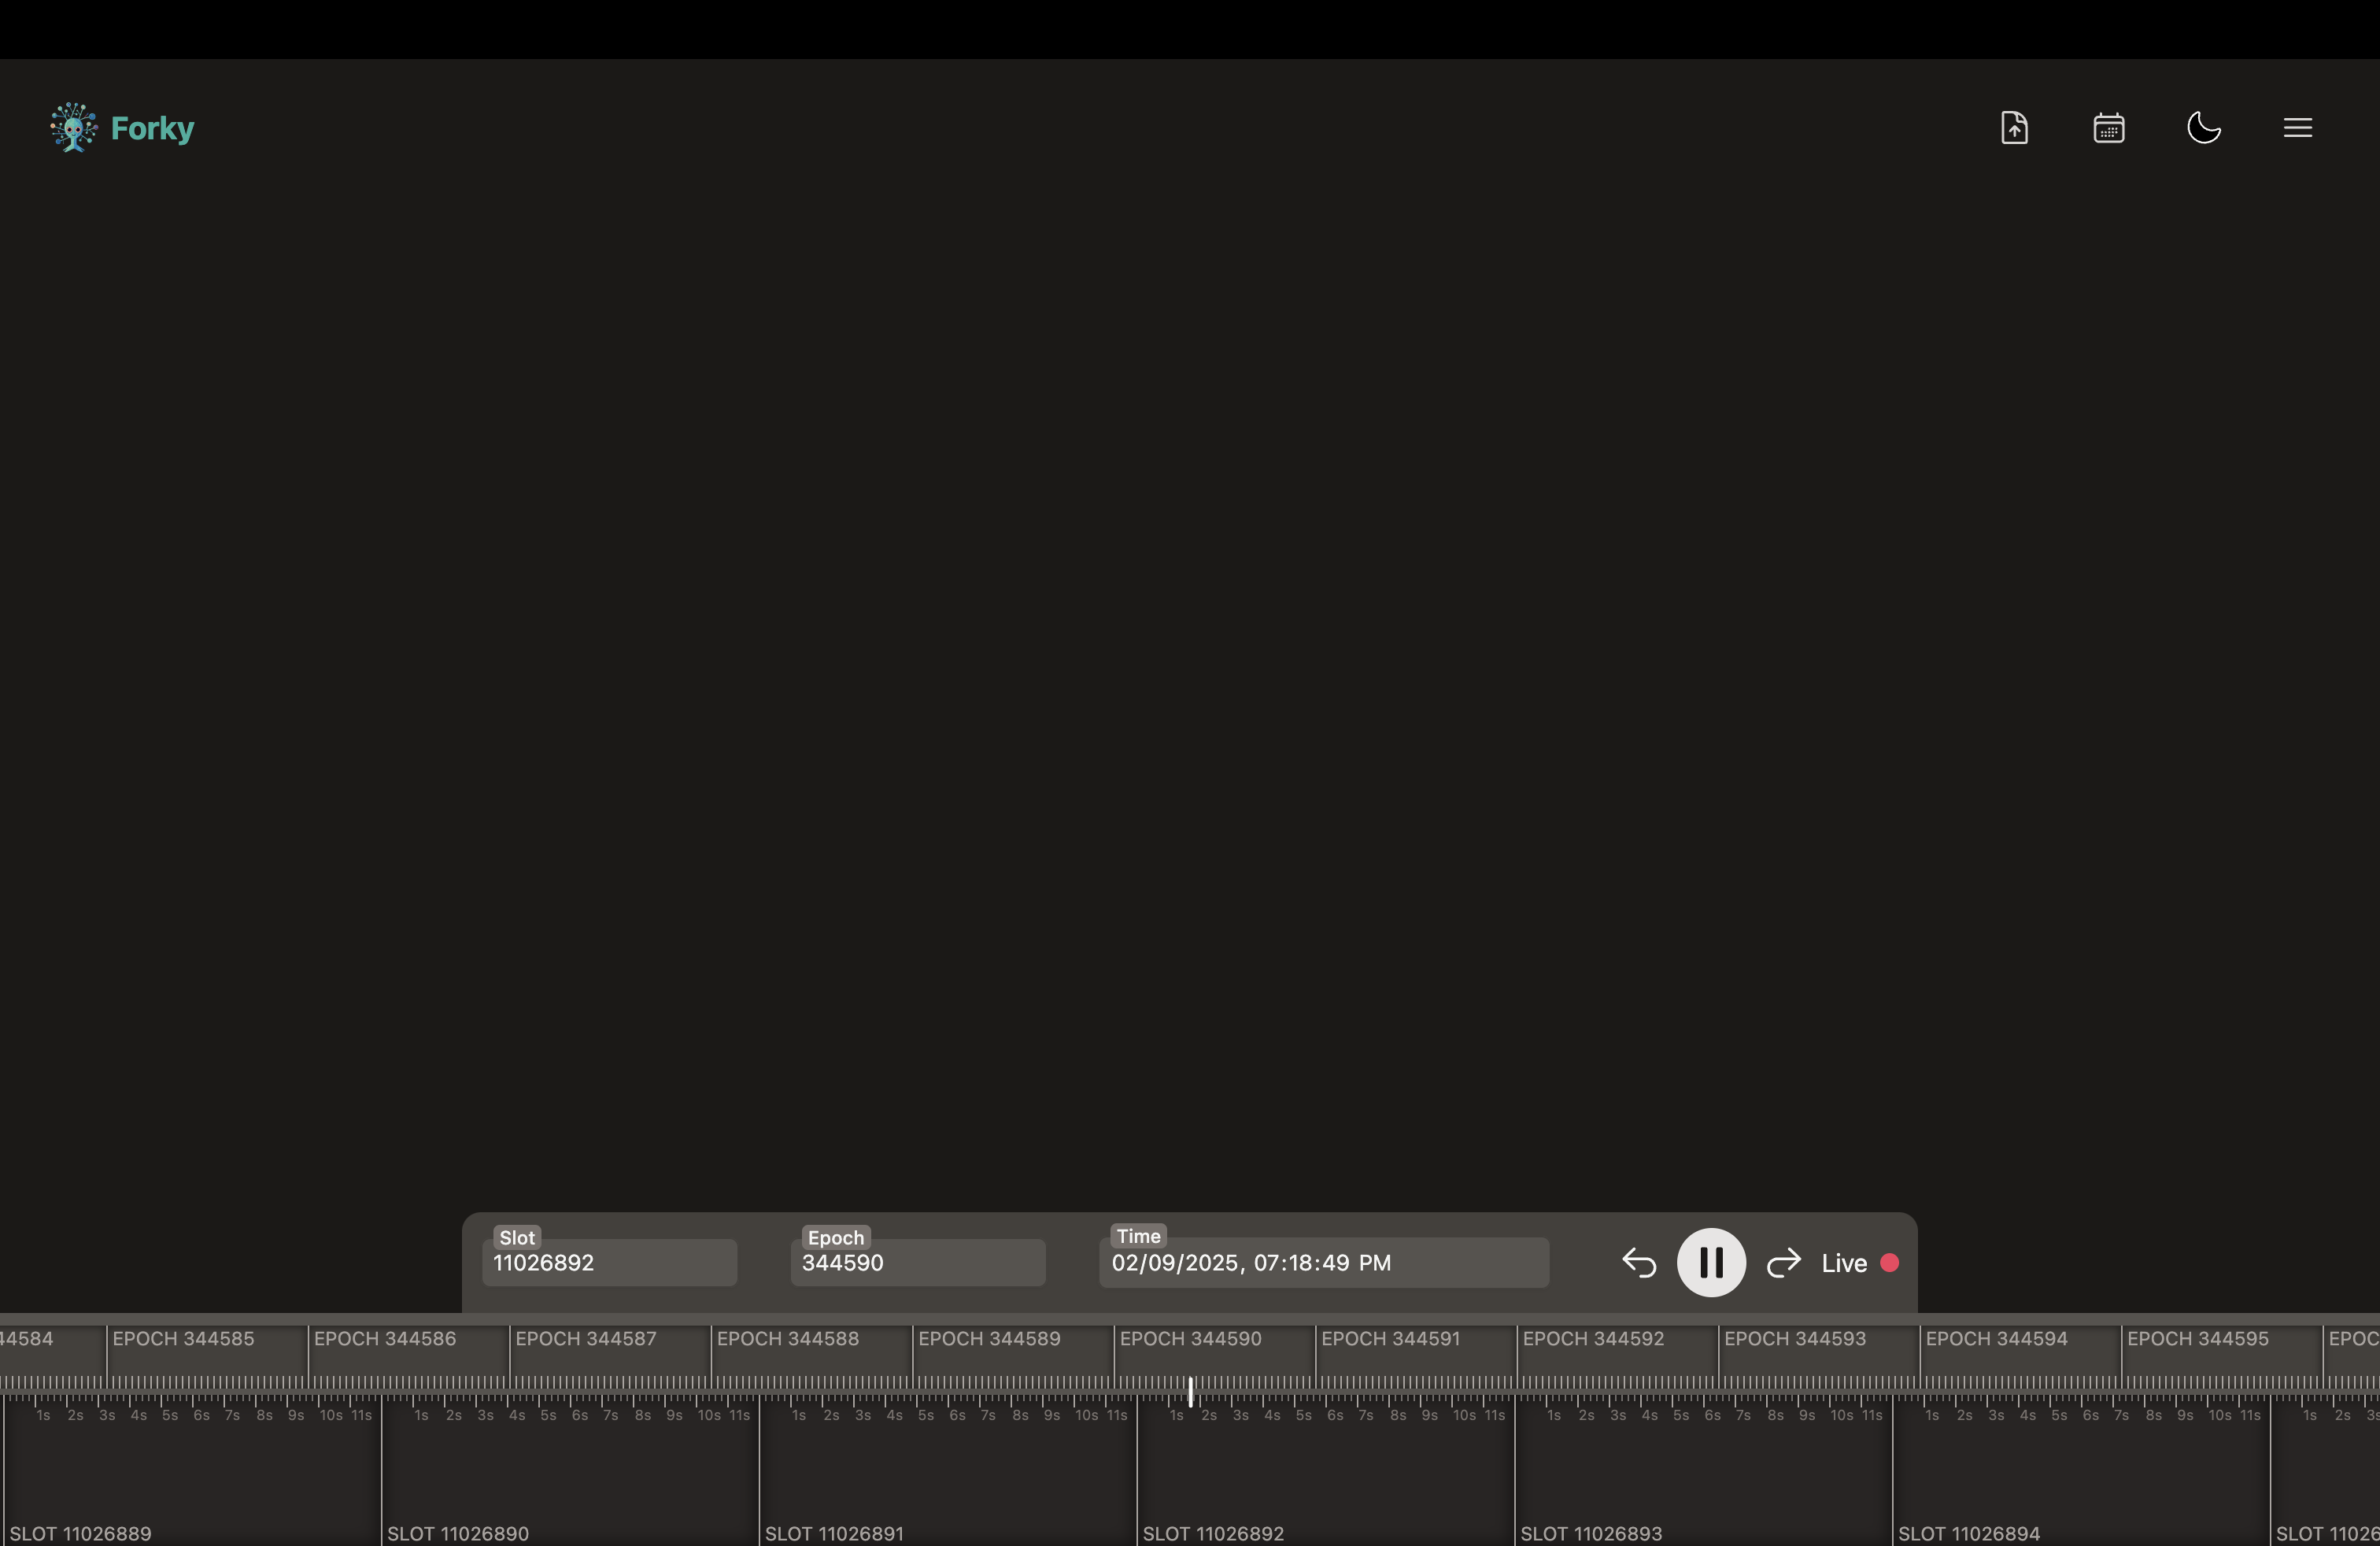 Forky
Slot
11026892
Epoch
344590
Time
02/09/2025, 07:18:49 PM
Live
44584 EPOCH 344585 EPOCH 344586 EPOCH 344587 EPOCH 344588 EPOCH 344589 EPOCH 344590 EPOCH 344591 EPOCH 344592 EPOCH 344593 EPOCH 344594 EPOCH 344595 EPOC
1s 2s 3s 4s 5s 6s 7s 8s 9s 10s 11s 1s 2s 3s 4s 5s 6s 7s 8s 9s 10s 11s 1s 2s 3s 4s 5s 6s 7s 8s 9s 10s 11s 1s 2s 3s 4s 5s 6s 7s 8s 9s 10s 11s 1s 2s 3s 4s 5s 6s 7s 8s 9s 10s 11s 1s 2s 3s 4s 5s 6s 7s 8s 9s 10s 11s 1s 2s 3s
SLOT 11026889 SLOT 11026890 SLOT 11026891 SLOT 11026892 SLOT 11026893 SLOT 11026894 SLOT 11026